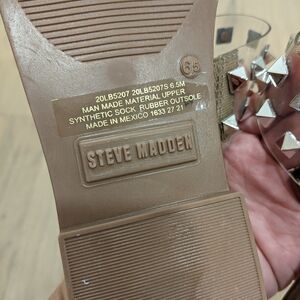 6.5
20LB5207 20LB5207S 6.5M
MAN MADE MATERIAL UPPER
SYNTHETIC SOCK RUBBER OUTSOLE
MADE IN MEXICO 1633 27 21
STEVE MADDEN